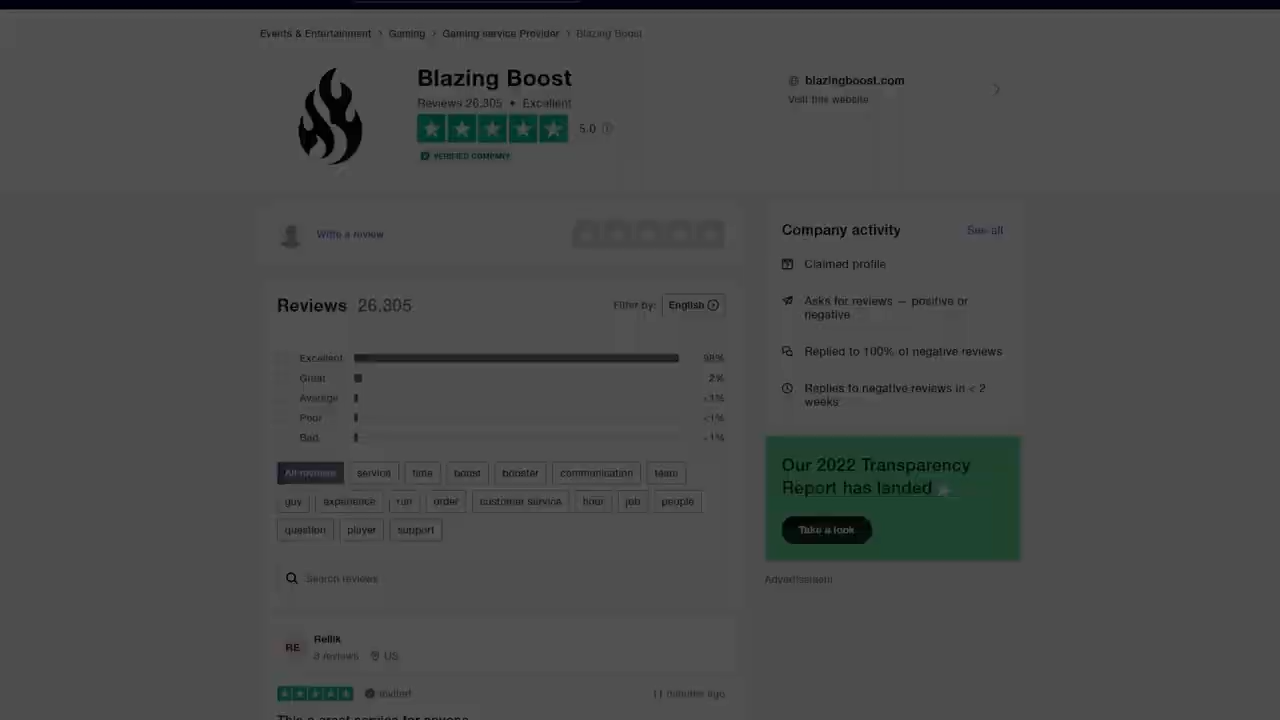 Events & Entertainment > Gaming > Gaming service Provider > Blazing Boost
Blazing Boost
Reviews 26,305 • Excellent
5.0
VERIFIED COMPANY
blazingboost.com
Visit this website
Write a review
Reviews 26,305
Filter by: English
Excellent 98%
Great 2%
Average <1%
Poor <1%
Bad <1%
All reviews service time boost booster communication team
guy experience run order customer service hour job people
question player support
Search reviews
RE
Rellik
3 reviews US
Invited
11 minutes ago
This a great service for anyone
Company activity See all
Claimed profile
Asks for reviews — positive or
negative
Replied to 100% of negative reviews
Replies to negative reviews in < 2
weeks
Our 2022 Transparency
Report has landed
Take a look
Advertisement